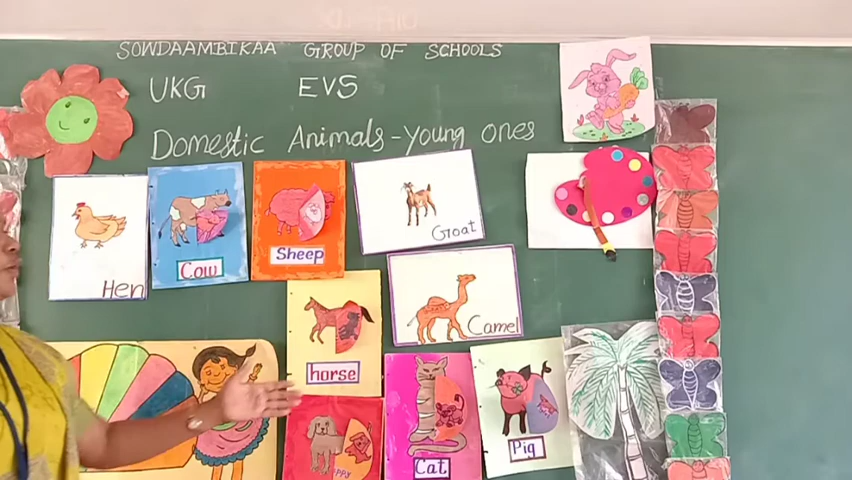 SOWDAAMBIKAA GROUP OF SCHOOLS
UKG EVS
Domestic Animals - young ones
Hen
Cow
Sheep
Goat
horse
Camel
Cat
Pig